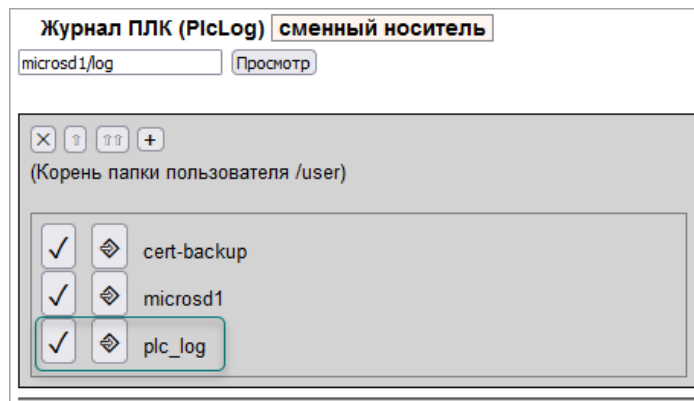 Журнал ПЛК (PlcLog) сменный носитель
microsd1/log Просмотр
(Корень папки пользователя /user)
cert-backup
microsd1
plc_log